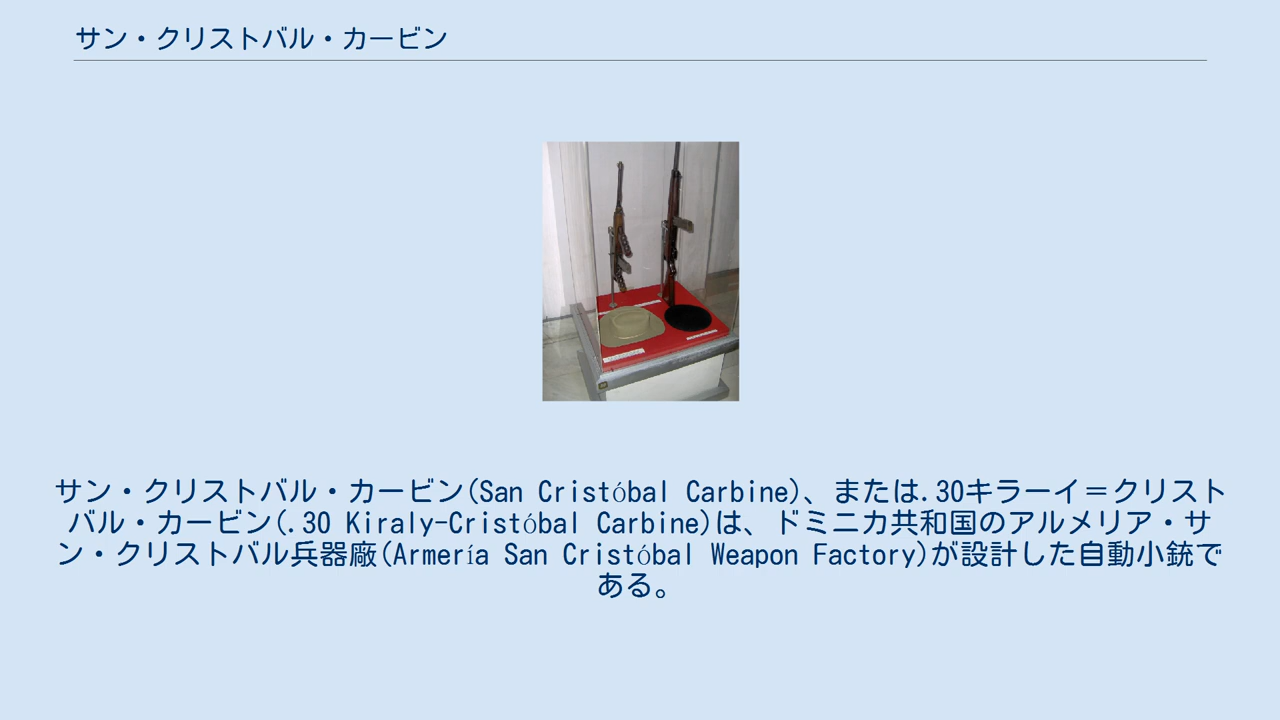 サン・クリストバル・カービン
サン・クリストバル・カービン(San Cristóbal Carbine)、または.30キラーイ＝クリスト
バル・カービン(.30 Kiraly-Cristóbal Carbine)は、ドミニカ共和国のアルメリア・サ
ン・クリストバル兵器廠(Armería San Cristóbal Weapon Factory)が設計した自動小銃で
ある。